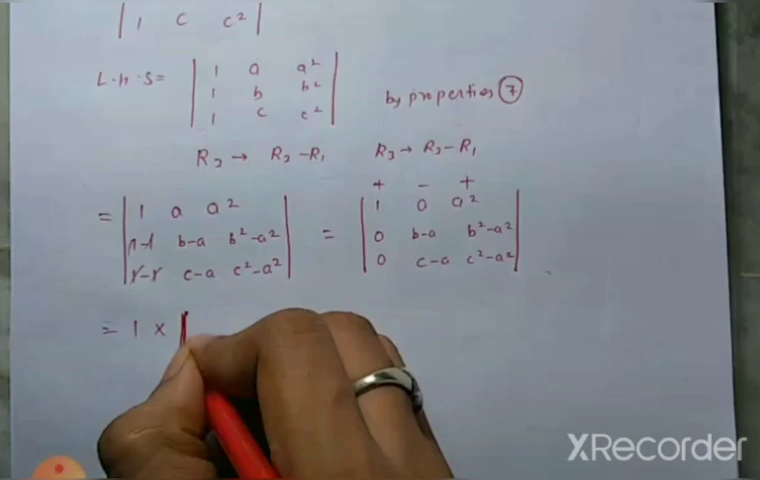 | 1 c c² |
L.H.S = | 1 a a² |
| 1 b b² | by properties ⑦
| 1 c c² |
R₂ → R₂ - R₁ R₃ → R₃ - R₁
+ - +
= | 1 a a² | = | 1 0 a² |
| 1-1 b-a b²-a² | | 0 b-a b²-a² |
| 1-1 c-a c²-a² | | 0 c-a c²-a² |
= 1 × |
XRecorder